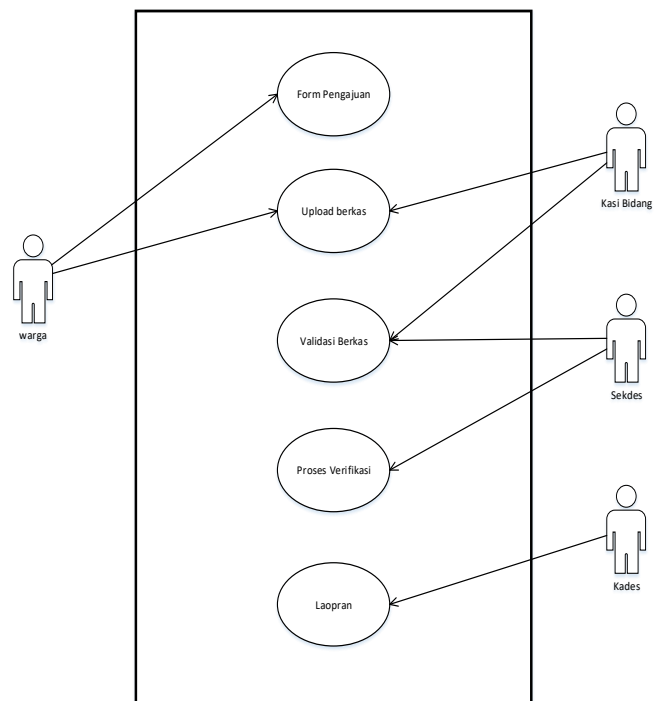 Form Pengajuan
Kasi Bidang
Upload berkas
warga
Validasi Berkas
Sekdes
Proses Verifikasi
Kades
Laopran